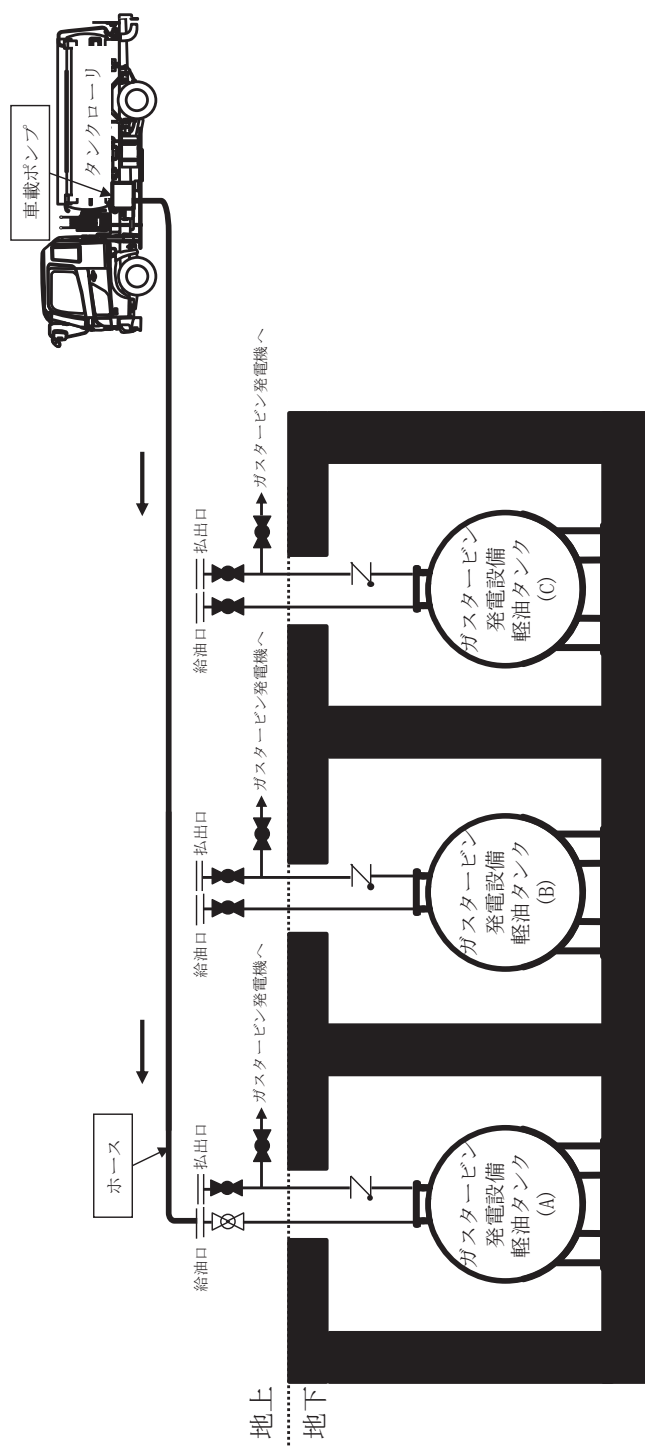 車載ポンプ
タンクローリ
ホース
給油口
払出口
ガスタービン発電機へ
給油口
払出口
ガスタービン発電機へ
給油口
払出口
ガスタービン発電機へ
地上
地下
ガスタービン
発電設備
軽油タンク
(A)
ガスタービン
発電設備
軽油タンク
(B)
ガスタービン
発電設備
軽油タンク
(C)